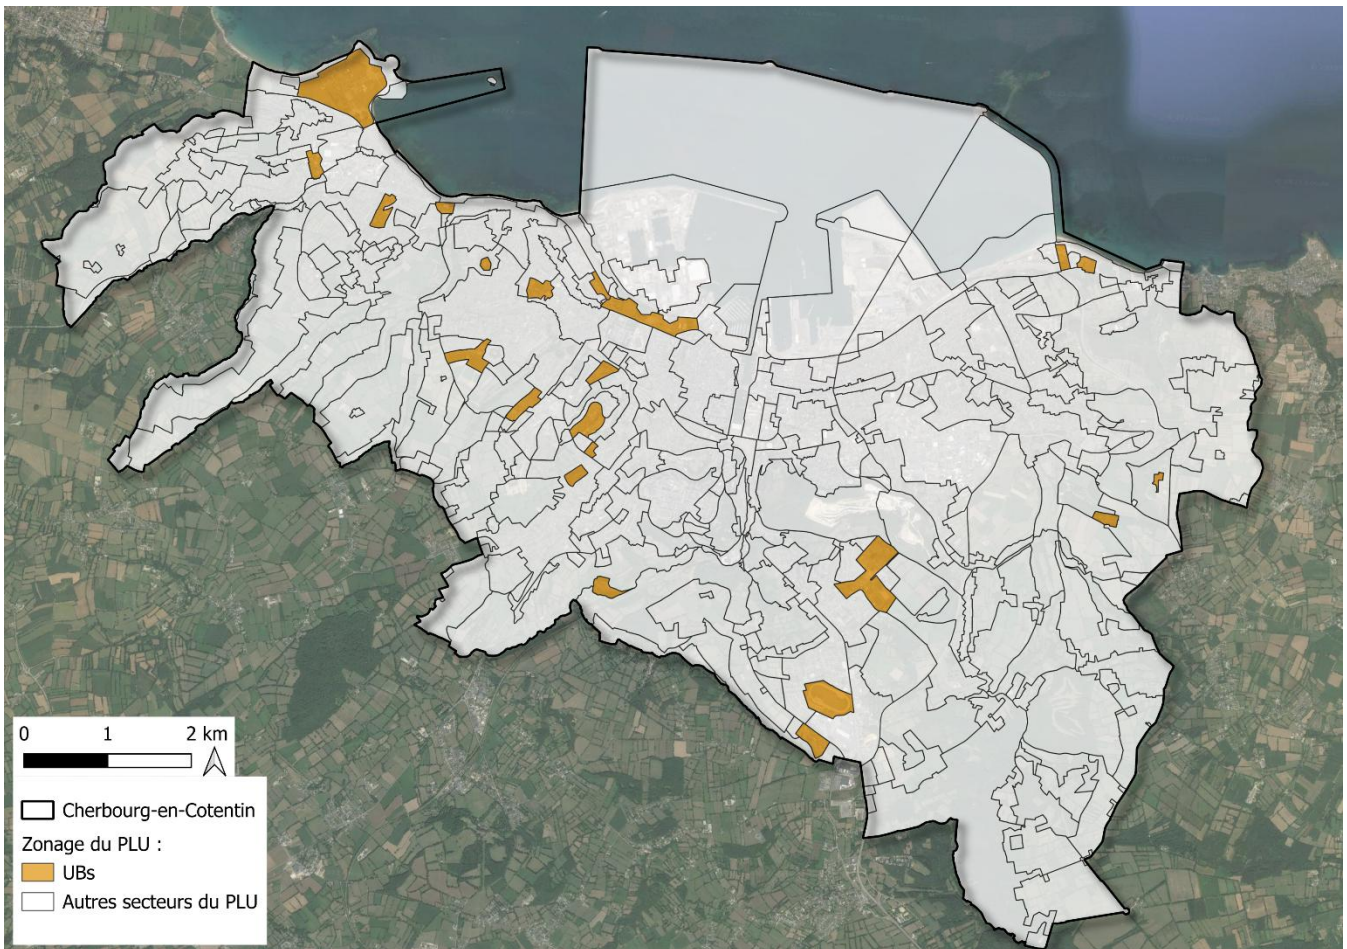 0 1 2 km
Cherbourg-en-Cotentin
Zonage du PLU :
UBs
Autres secteurs du PLU